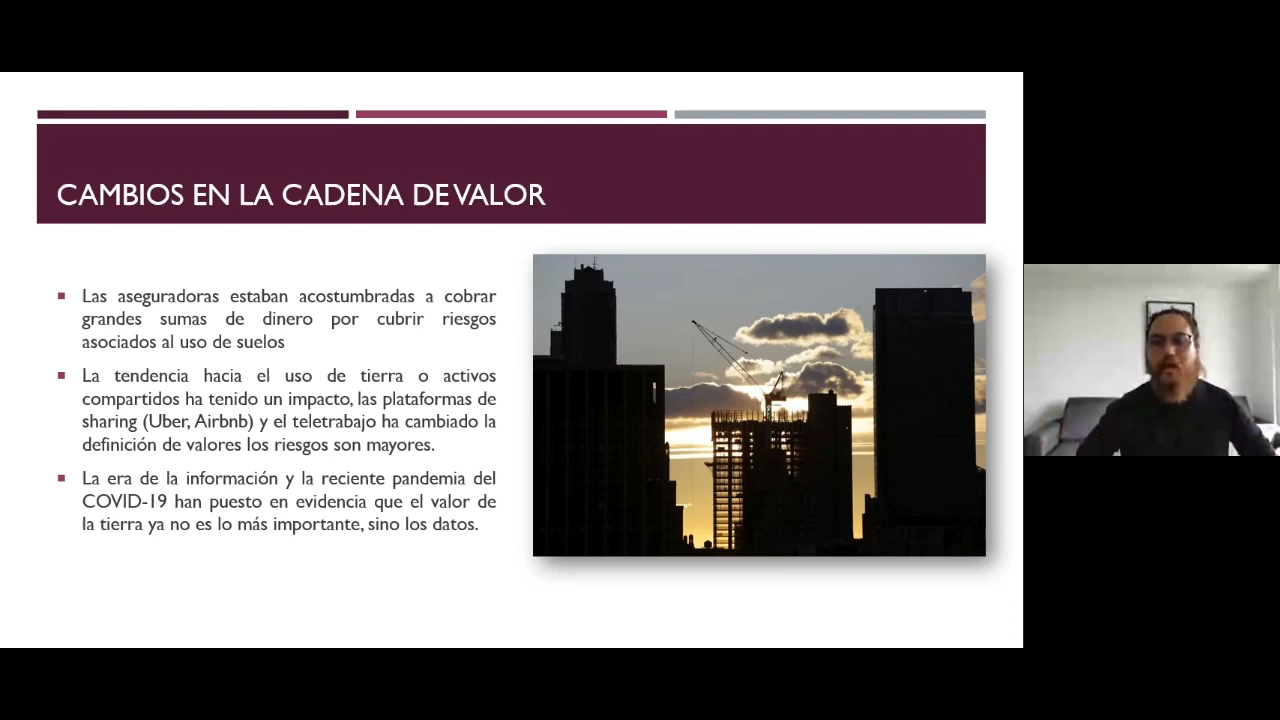 CAMBIOS EN LA CADENA DE VALOR
Las aseguradoras estaban acostumbradas a cobrar
grandes sumas de dinero por cubrir riesgos
asociados al uso de suelos
La tendencia hacia el uso de tierra o activos
compartidos ha tenido un impacto, las plataformas de
sharing (Uber, Airbnb) y el teletrabajo ha cambiado la
definición de valores los riesgos son mayores.
La era de la información y la reciente pandemia del
COVID-19 han puesto en evidencia que el valor de
la tierra ya no es lo más importante, sino los datos.